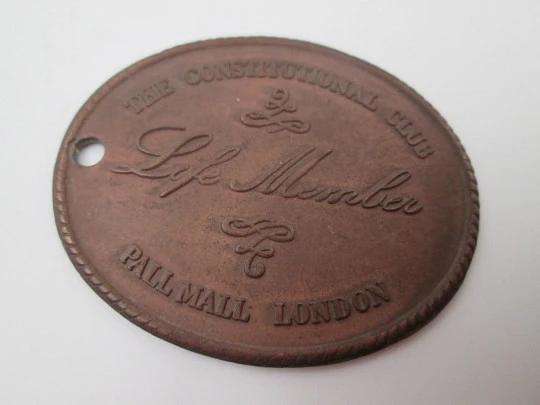 THE CONSTITUTIONAL CLUB
Life Member
PALL MALL LONDON